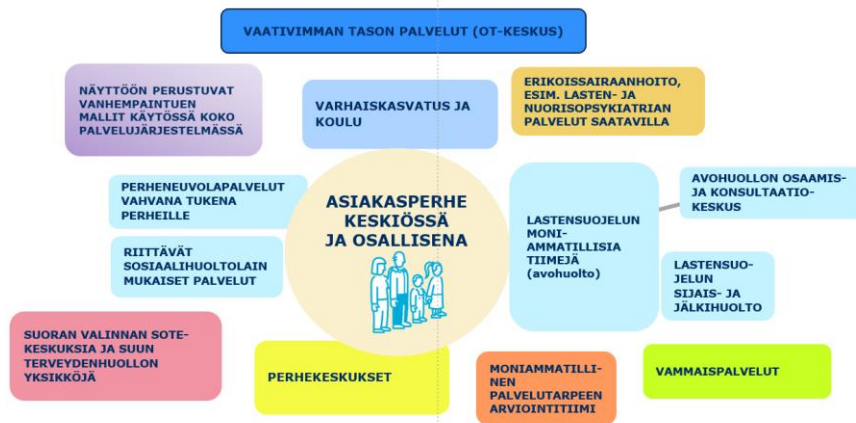 VAATIVIMMAN TASON PALVELUT (OT-KESKUS)
NÄYTTÖÖN PERUSTUVAT
VANHEMPAINTUEN
MALLIT KÄYTÖSSÄ KOKO
PALVELUJÄRJESTELMÄSSÄ
VARHAISKASVATUS JA
KOULU
ERIKOISSAIRAANHOITO,
ESIM. LASTEN- JA
NUORISOPSYKIATRIAN
PALVELUT SAATAVILLA
PERHENEUVOLAPALVELUT
VAHVANA TUKENA
PERHEILLE
ASIAKASPERHE
KESKIÖSSÄ
JA OSALLISENA
LASTENSUOJELUN
MONI-
AMMATILLISIA
TIIMEJÄ
(avohuolto)
AVOHUOLLON OSAAMIS-
JA KONSULTAATIO-
KESKUS
RIITTÄVÄT
SOSIAALIHUOLTOLAIN
MUKAISET PALVELUT
LASTENSUO-
JELUN
SIJAIS- JA
JÄLKIHUOLTO
SUORAN VALINNAN SOTE-
KESKUKSIA JA SUUN
TERVEYDENHUOLLON
YKSIKKÖJÄ
PERHEKESKUKSET
MONIAMMATILLI-
NEN
PALVELUTARPEEN
ARVIOINTITIIMI
VAMMAISPALVELUT